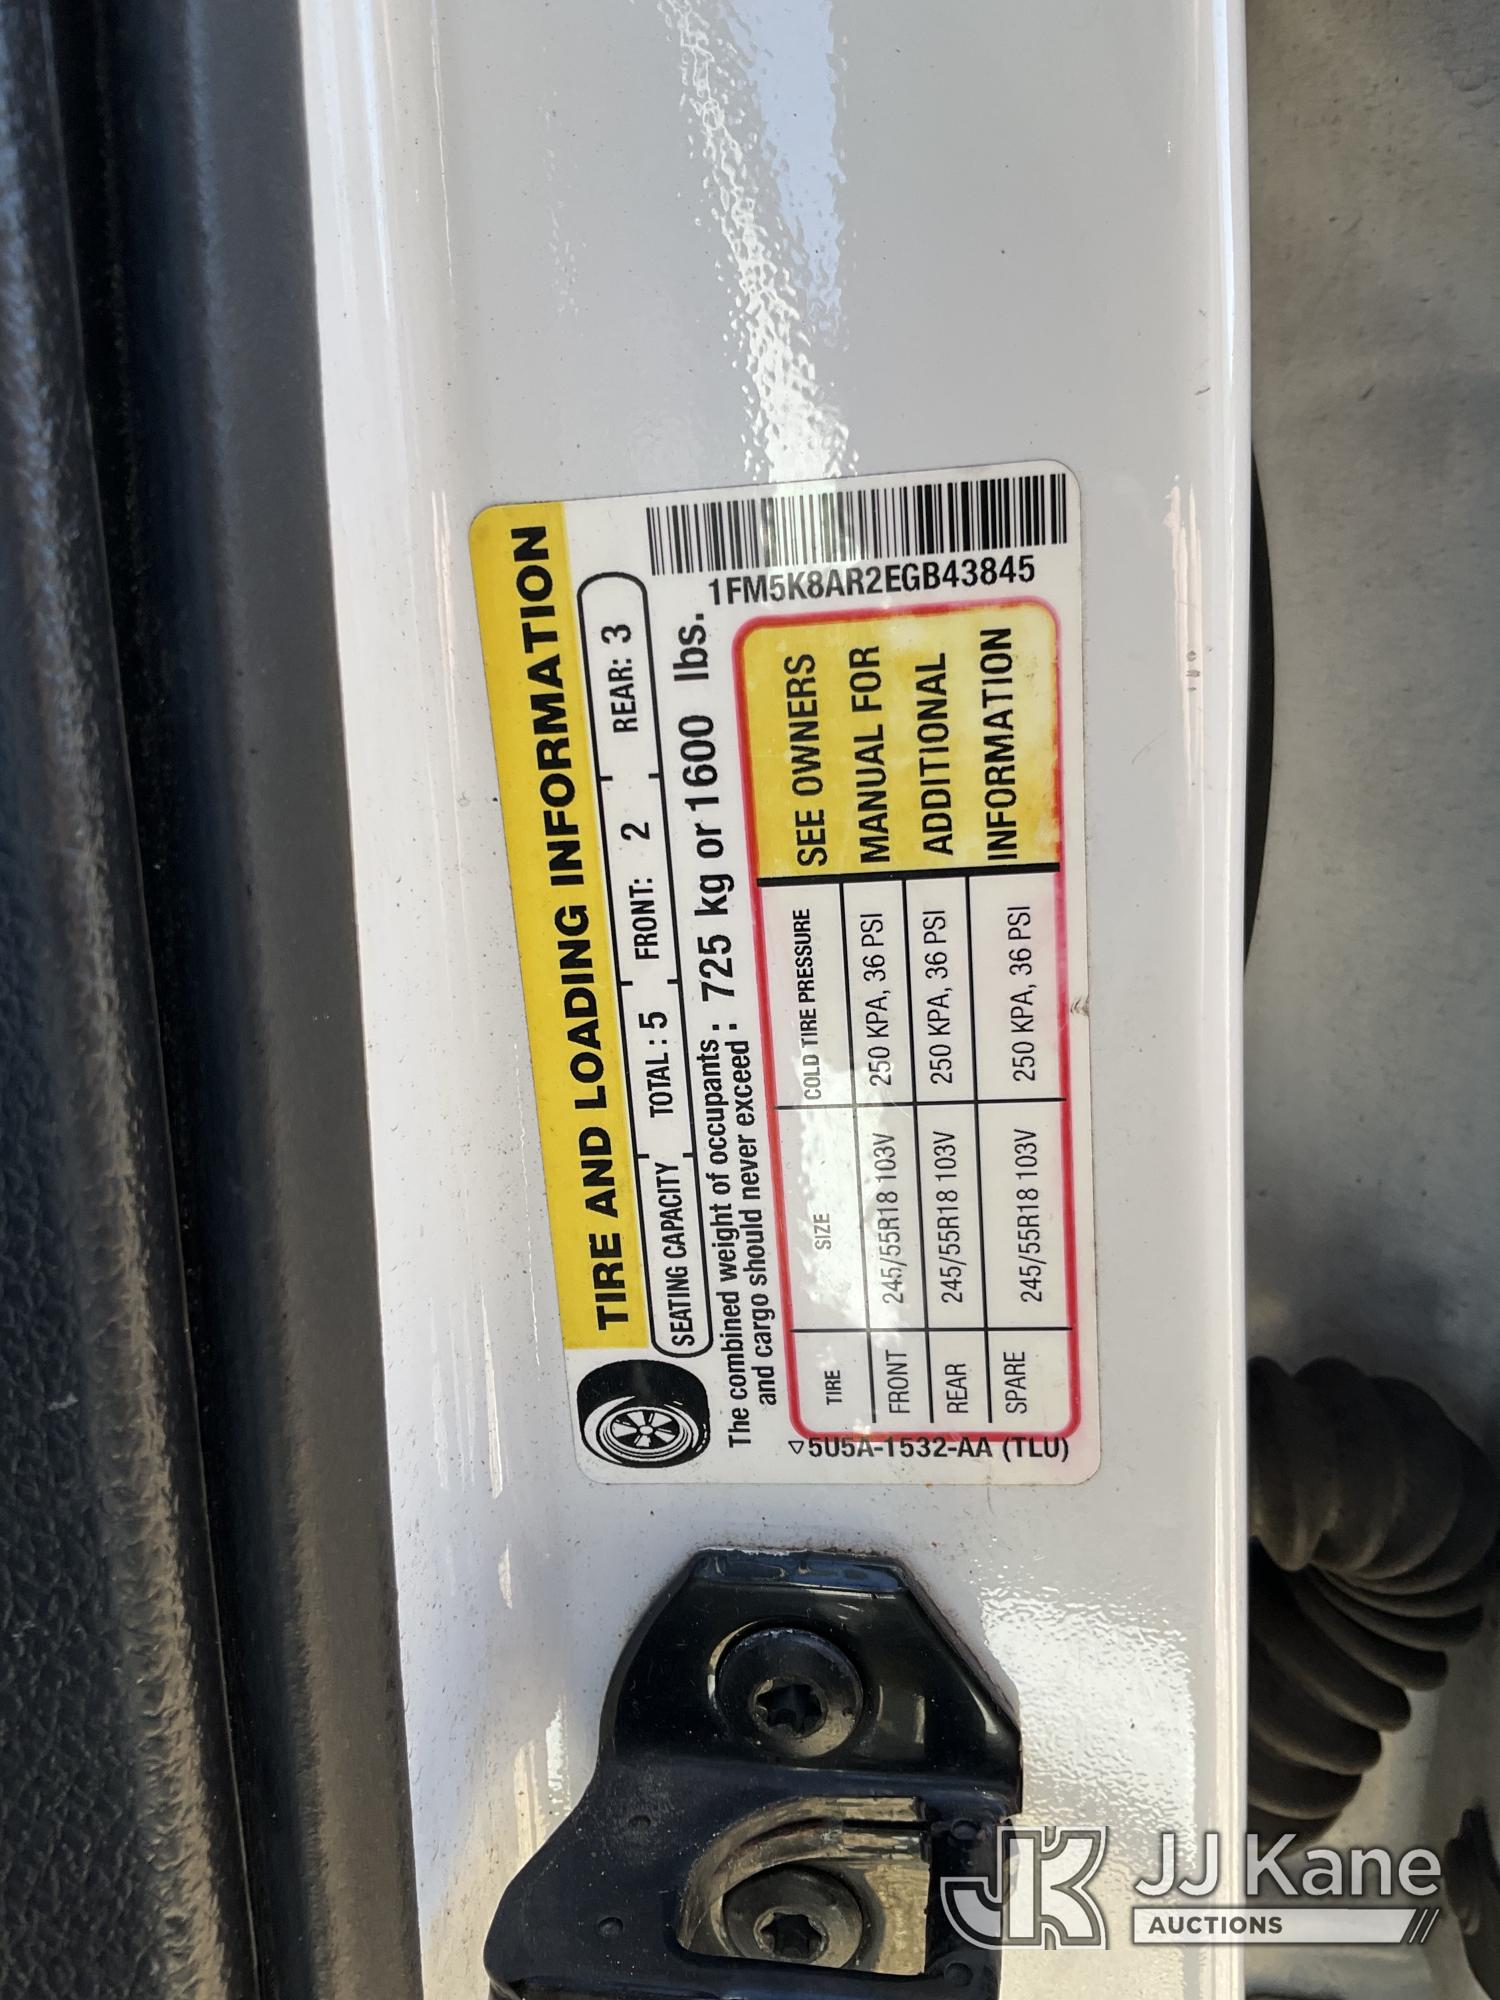 TIRE AND LOADING INFORMATION
SEATING CAPACITY TOTAL : 5 FRONT: 2 REAR: 3
The combined weight of occupants : 725 kg or 1600 lbs.
and cargo should never exceed :
TIRE SIZE COLD TIRE PRESSURE
FRONT 245/55R18 103V 250 KPA, 36 PSI
REAR 245/55R18 103V 250 KPA, 36 PSI
SPARE 245/55R18 103V 250 KPA, 36 PSI
SEE OWNERS
MANUAL FOR
ADDITIONAL
INFORMATION
1FM5K8AR2EGB43845
5U5A-1532-AA (TLU)
JK JJ Kane
AUCTIONS